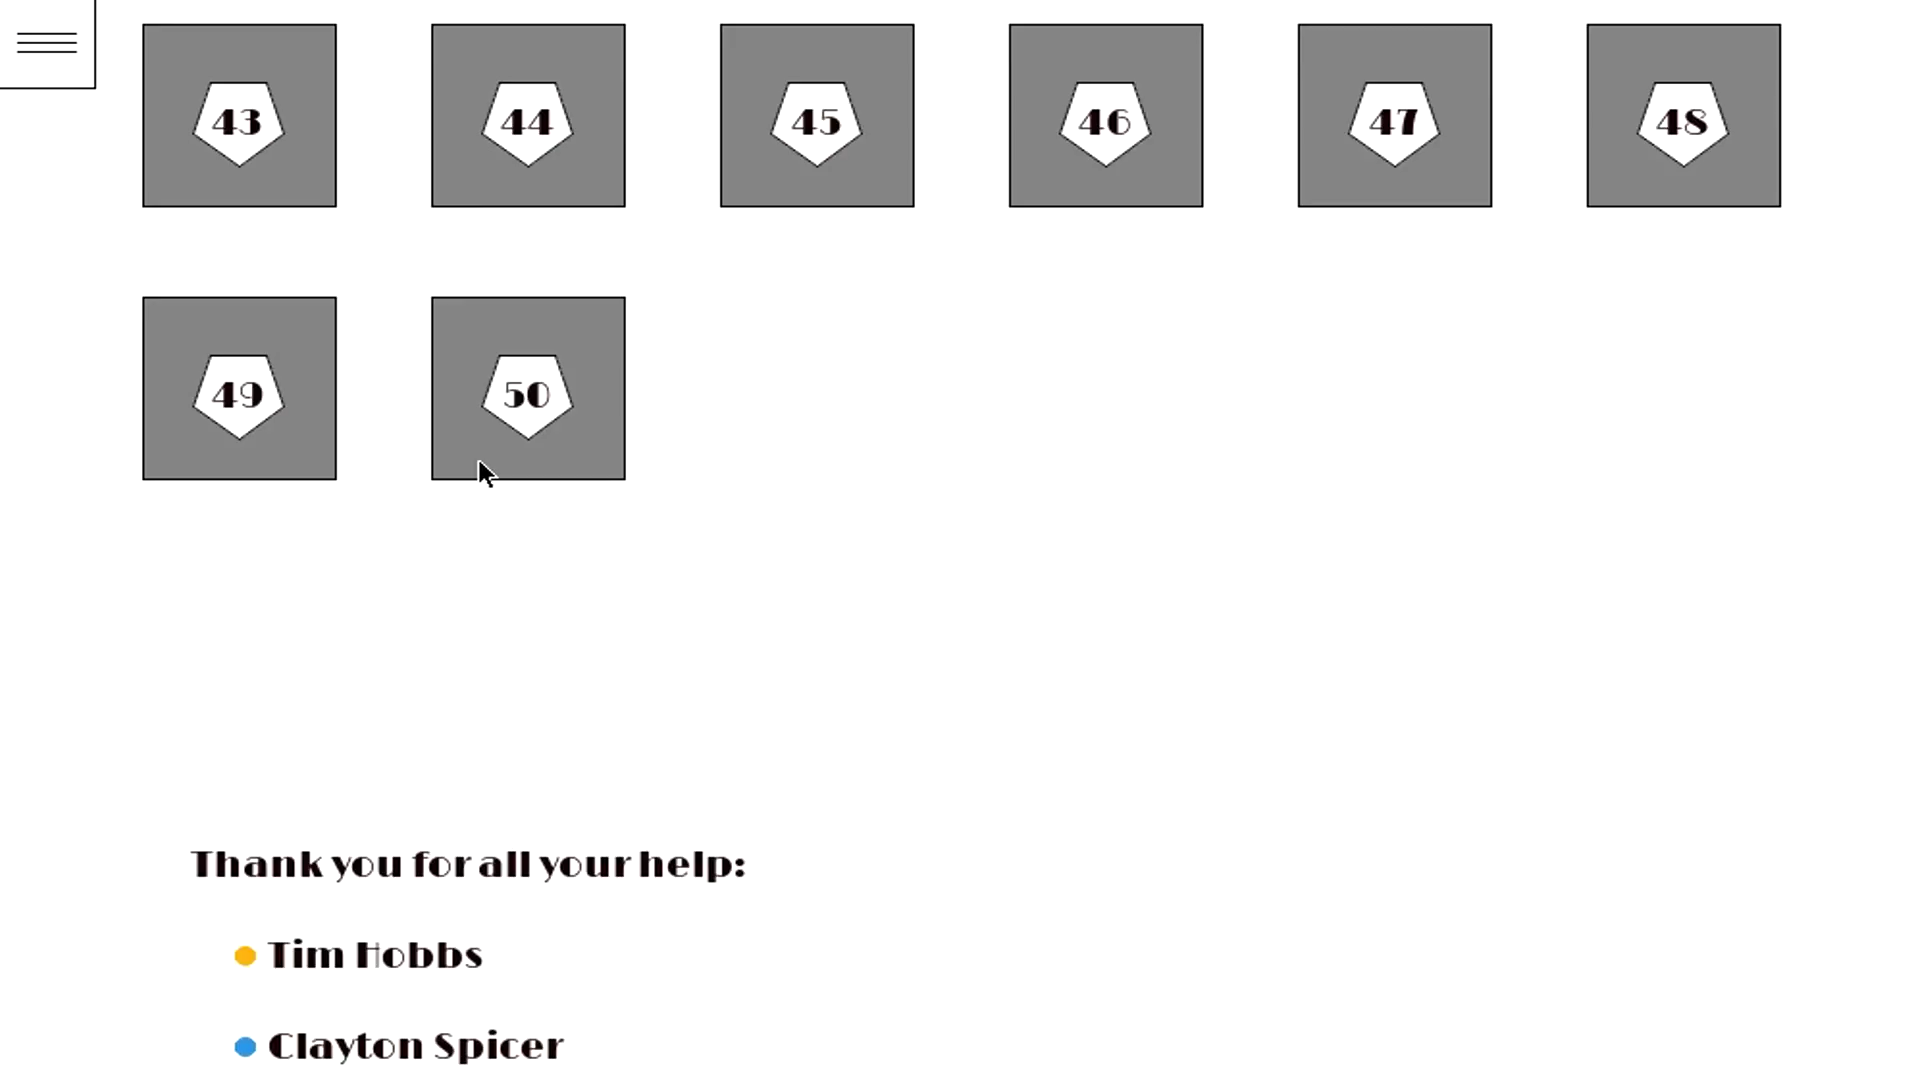 43 44 45 46 47 48
49 50
Thank you for all your help:
Tim Hobbs
Clayton Spicer